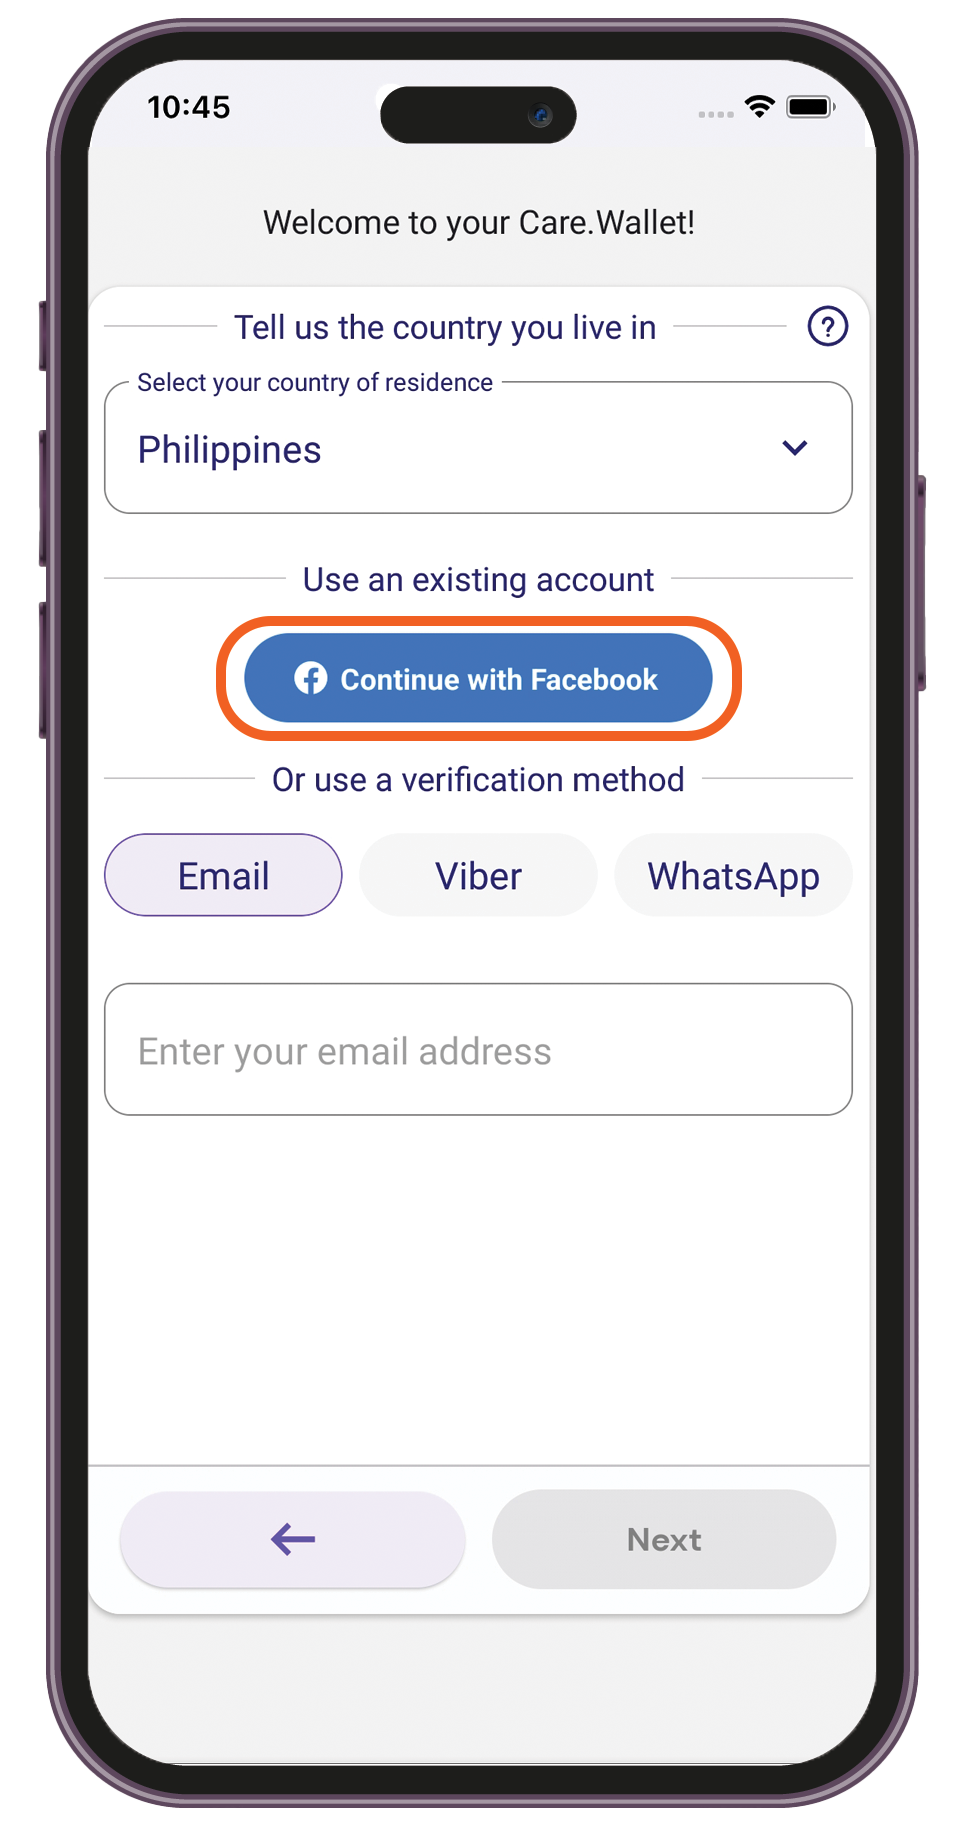 10:45
Welcome to your Care.Wallet!
Tell us the country you live in
?
Select your country of residence
Philippines
Use an existing account
Continue with Facebook
Or use a verification method
Email Viber WhatsApp
Enter your email address
Next